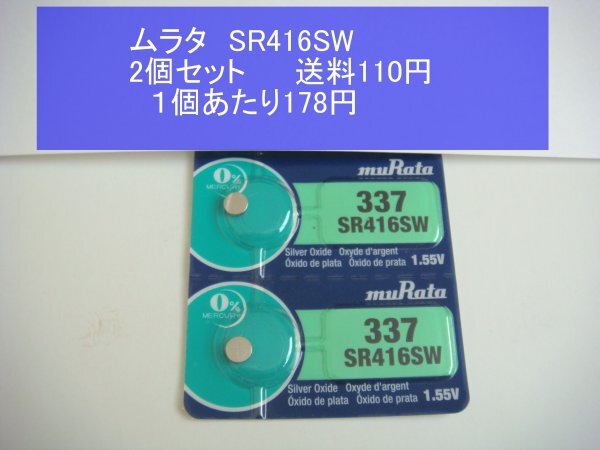 ムラタ SR416SW
2個セット 送料110円
1個あたり178円
muRata
0%
MERCURY
337
SR416SW
Silver Oxide Oxyde d'argent
Óxido de plata Óxido de prata 1.55V
muRata
0%
MERCURY
337
SR416SW
Silver Oxide Oxyde d'argent
Óxido de plata Óxido de prata 1.55V